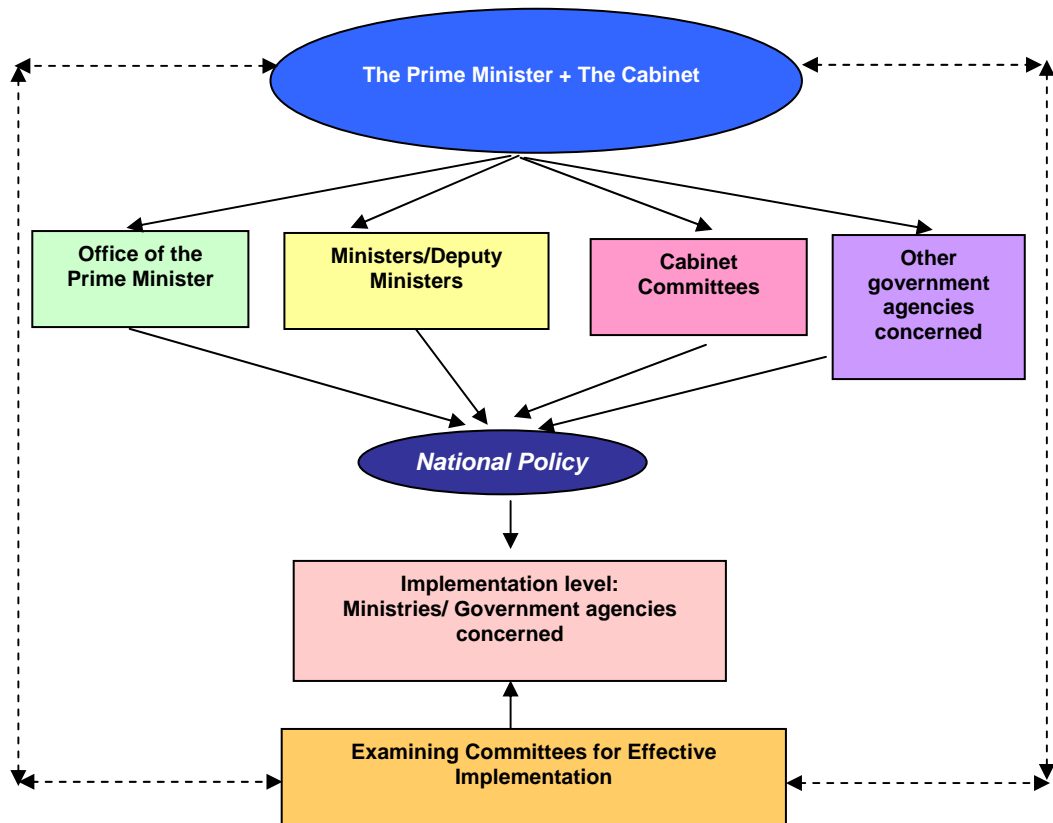 The Prime Minister + The Cabinet
Office of the
Prime Minister
Ministers/Deputy
Ministers
Cabinet
Committees
Other
government
agencies
concerned
National Policy
Implementation level:
Ministries/ Government agencies
concerned
Examining Committees for Effective
Implementation